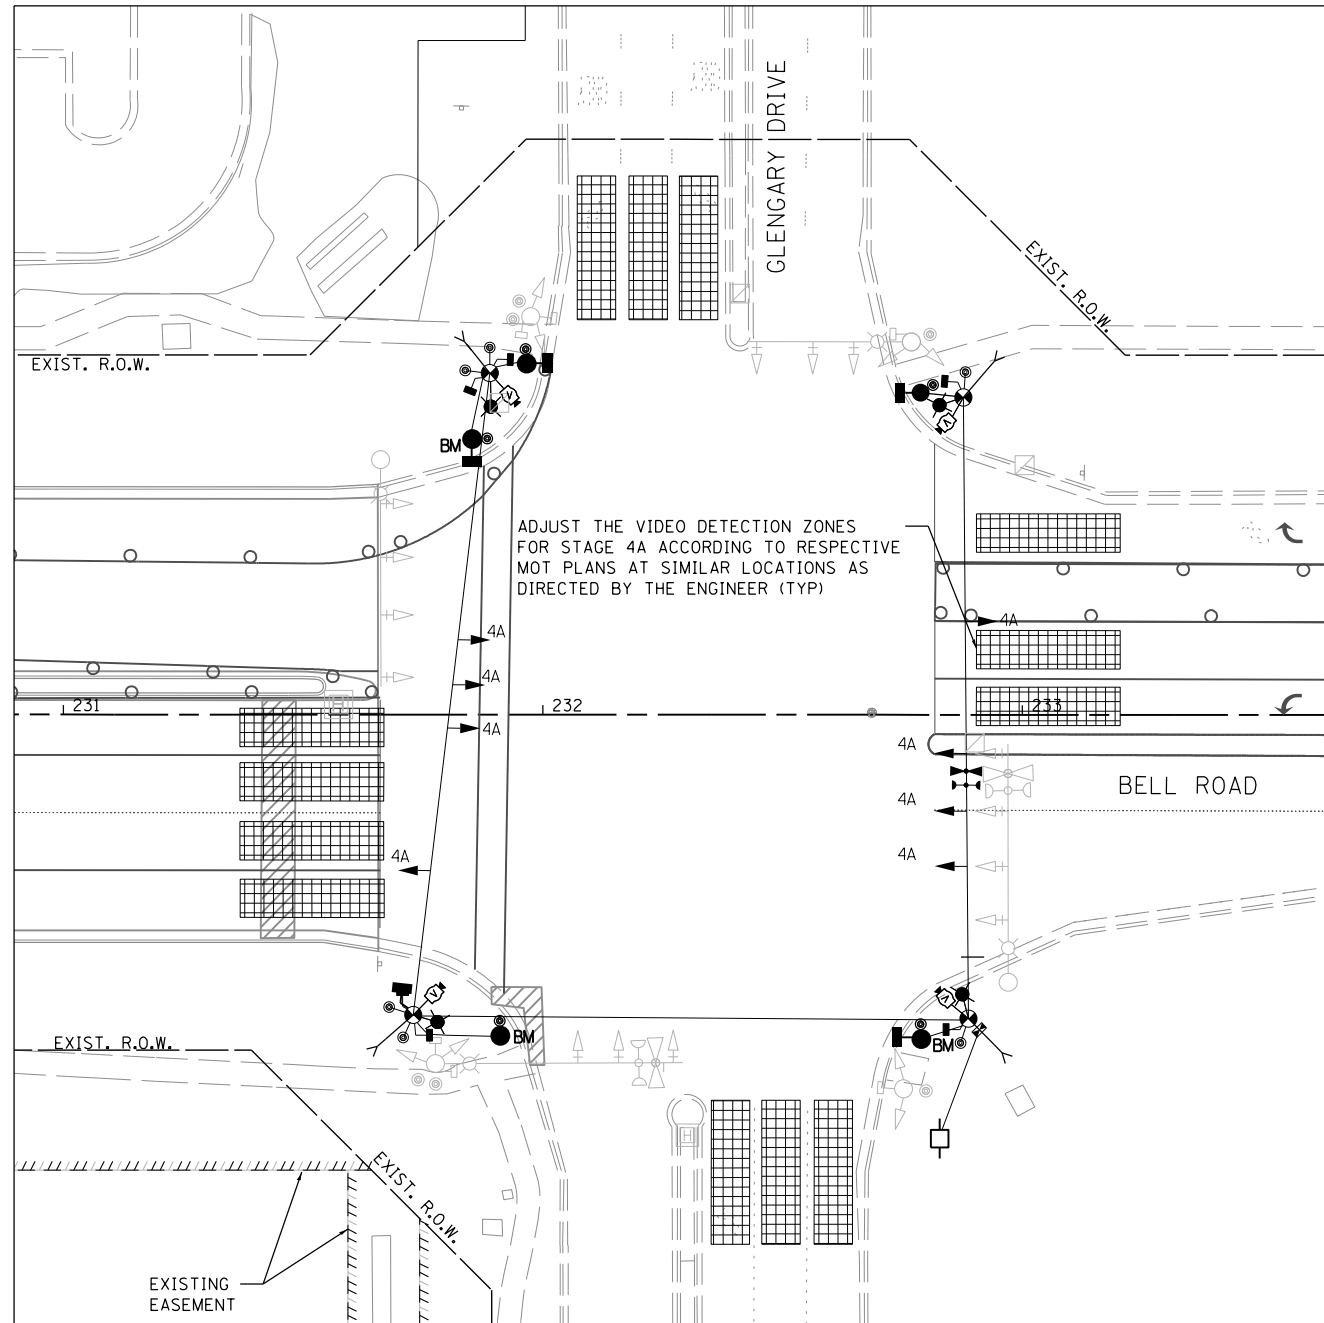 GLENGARY DRIVE
EXIST. R.O.W.
EXIST. R.O.W.
V
V
BM
ADJUST THE VIDEO DETECTION ZONES
FOR STAGE 4A ACCORDING TO RESPECTIVE
MOT PLANS AT SIMILAR LOCATIONS AS
DIRECTED BY THE ENGINEER (TYP)
4A
4A
4A
231
232
233
H
4A
4A
BELL ROAD
4A
4A
4A
V
V
BM
BM
EXIST. R.O.W.
H
EXIST. R.O.W.
EXISTING
EASEMENT